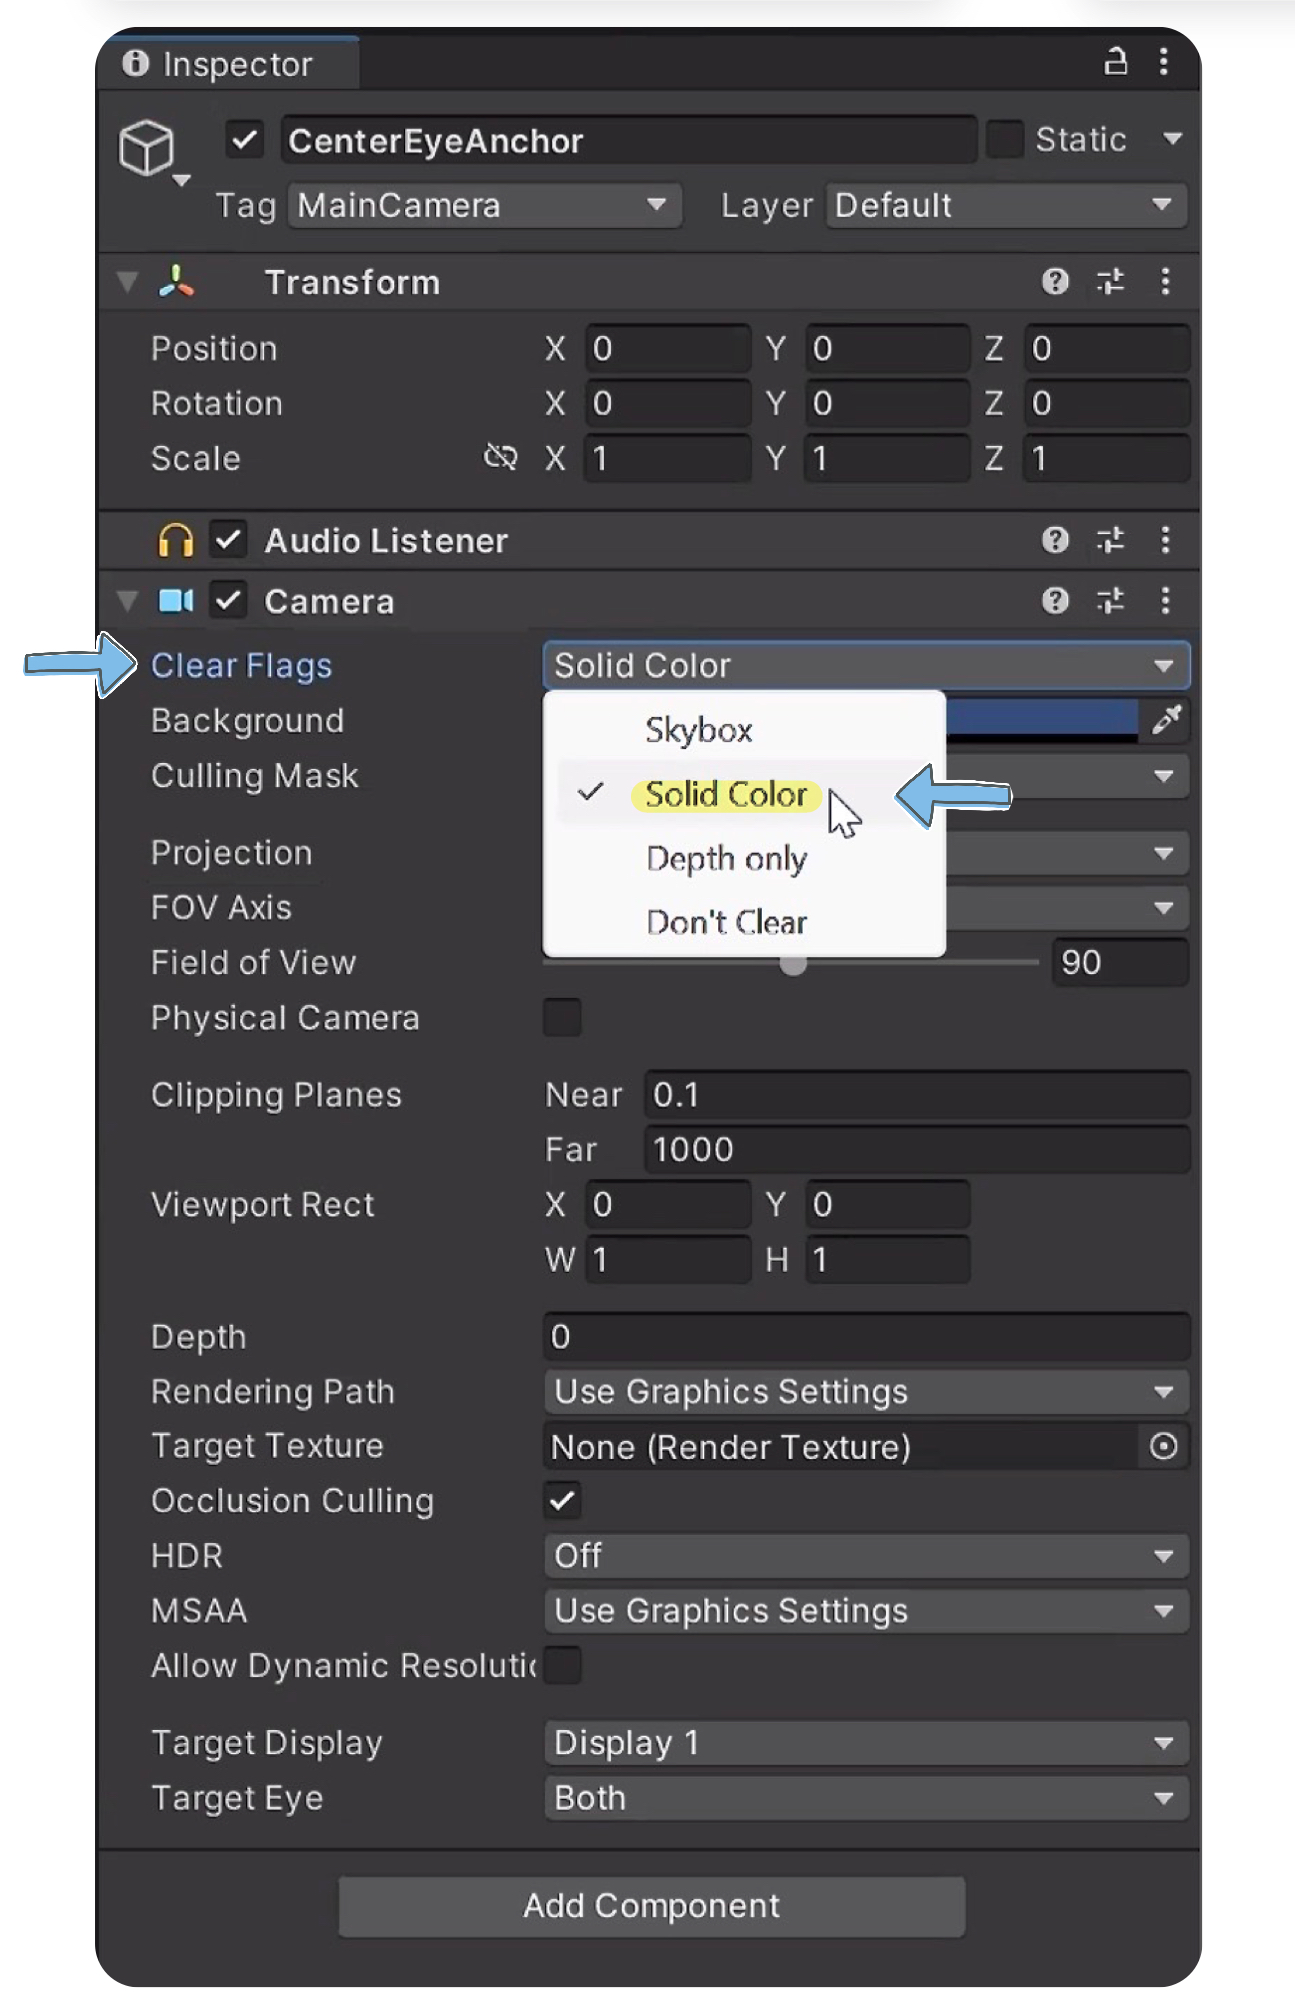 Inspector
CenterEyeAnchor Static
Tag MainCamera Layer Default
Transform
Position X 0 Y 0 Z 0
Rotation X 0 Y 0 Z 0
Scale X 1 Y 1 Z 1
Audio Listener
Camera
Clear Flags Solid Color
Background Skybox
Culling Mask Solid Color
Projection Depth only
FOV Axis Don't Clear
Field of View 90
Physical Camera
Clipping Planes Near 0.1
Far 1000
Viewport Rect X 0 Y 0
W 1 H 1
Depth 0
Rendering Path Use Graphics Settings
Target Texture None (Render Texture)
Occlusion Culling
HDR Off
MSAA Use Graphics Settings
Allow Dynamic Resoluti
Target Display Display 1
Target Eye Both
Add Component